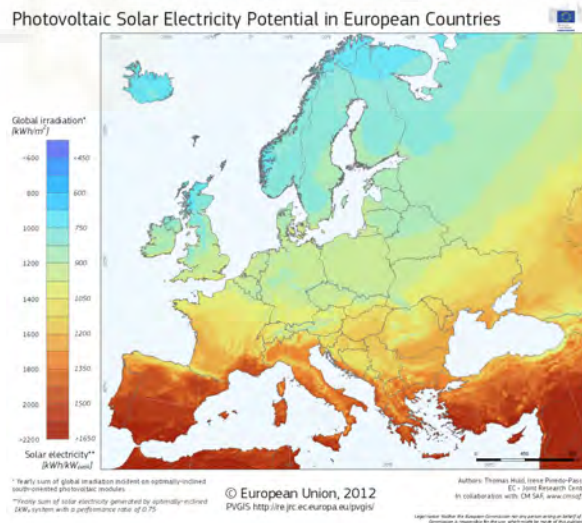 Photovoltaic Solar Electricity Potential in European Countries
Global irradiation*
[kWh/m²]
<600 <450
800 600
1000 750
1200 900
1400 1050
1600 1200
1800 1350
2000 1500
>2200 >1650
Solar electricity**
[kWh/kWpeak]
* Yearly sum of global irradiation incident on optimally-inclined
south-oriented photovoltaic modules
**Yearly sum of solar electricity generated by optimally-inclined
1kWp system with a performance ratio of 0.75
© European Union, 2012
PVGIS http://re.jrc.ec.europa.eu/pvgis/
Authors: Thomas Huld, Irene Pinedo-Pasc
EC - Joint Research Cent
In collaboration with: CM SAF, www.cmsaf